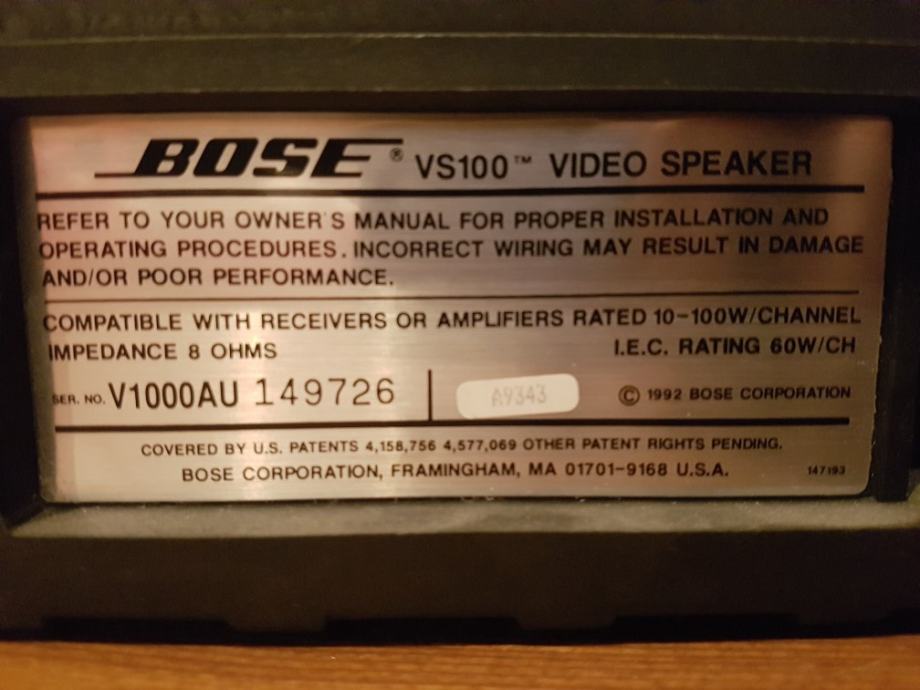 BOSE® VS100™ VIDEO SPEAKER
REFER TO YOUR OWNER'S MANUAL FOR PROPER INSTALLATION AND
OPERATING PROCEDURES. INCORRECT WIRING MAY RESULT IN DAMAGE
AND/OR POOR PERFORMANCE.
COMPATIBLE WITH RECEIVERS OR AMPLIFIERS RATED 10-100W/CHANNEL
IMPEDANCE 8 OHMS I.E.C. RATING 60W/CH
SER. NO. V1000AU 149726 A9343 © 1992 BOSE CORPORATION
COVERED BY U.S. PATENTS 4,158,756 4,577,069 OTHER PATENT RIGHTS PENDING.
BOSE CORPORATION, FRAMINGHAM, MA 01701-9168 U.S.A. 147193